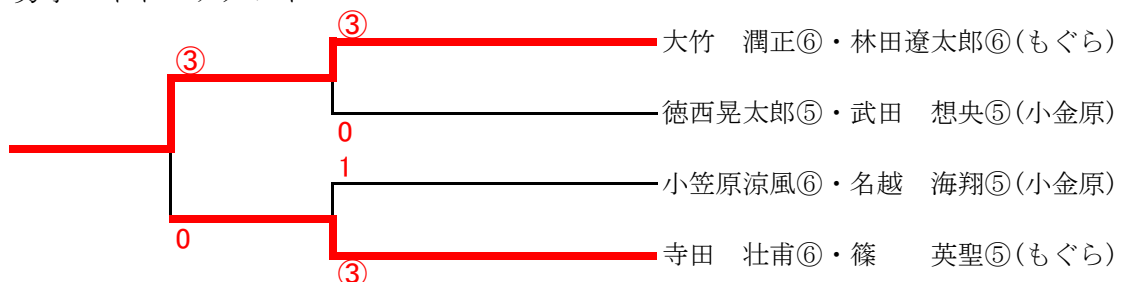 ③
大竹　潤正⑥・林田遼太郎⑥(もぐら)
③
徳西晃太郎⑤・武田　想央⑤(小金原)
0
1
小笠原涼風⑥・名越　海翔⑤(小金原)
0
寺田　壮甫⑥・篠　　英聖⑤(もぐら)
③